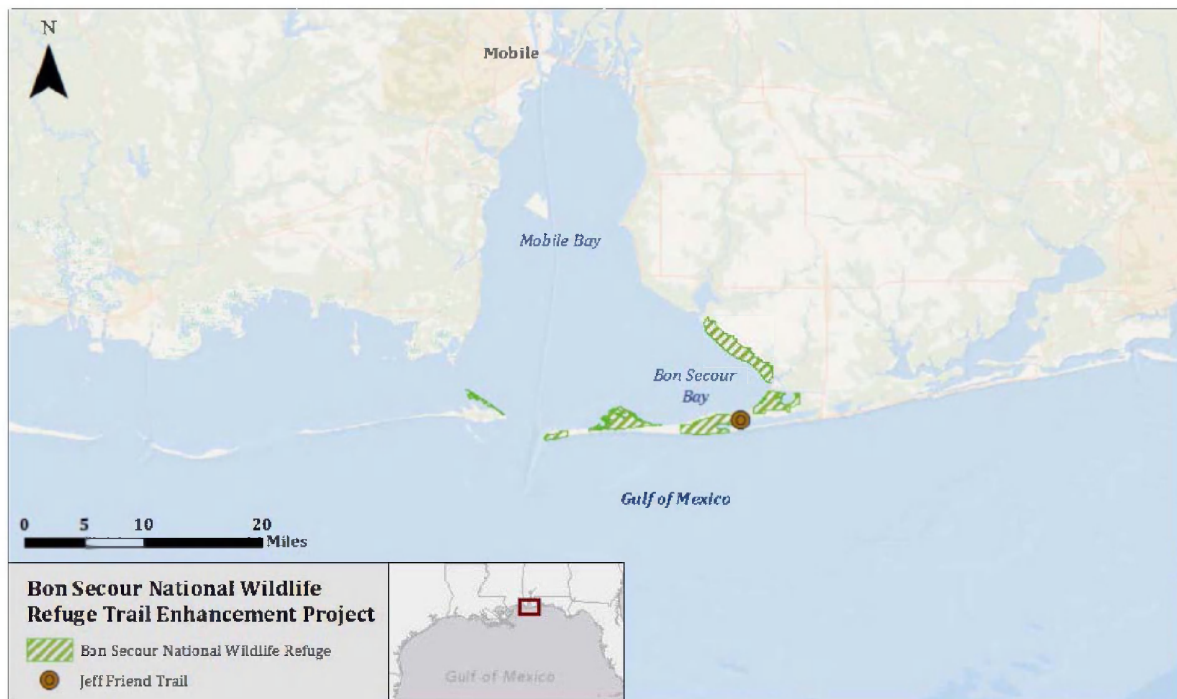 N
Mobile
Mobile Bay
Bon Secour
Bay
Gulf of Mexico
0 5 10 20
Miles
Bon Secour National Wildlife
Refuge Trail Enhancement Project
Bon Secour National Wildlife Refuge
Jeff Friend Trail
Gulf of Mexico